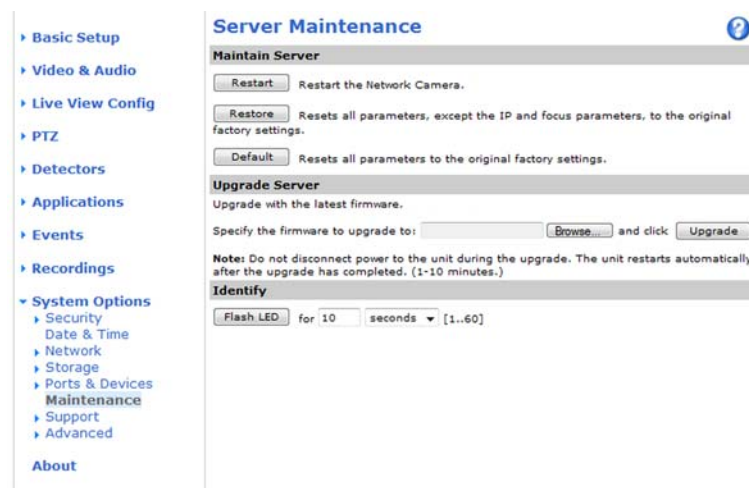 Basic Setup
Video & Audio
Live View Config
PTZ
Detectors
Applications
Events
Recordings
System Options
Security
Date & Time
Network
Storage
Ports & Devices
Maintenance
Support
Advanced
About
Server Maintenance
?
Maintain Server
Restart Restart the Network Camera.
Restore Resets all parameters, except the IP and focus parameters, to the original
factory settings.
Default Resets all parameters to the original factory settings.
Upgrade Server
Upgrade with the latest firmware.
Specify the firmware to upgrade to: Browse... and click Upgrade
Note: Do not disconnect power to the unit during the upgrade. The unit restarts automatically
after the upgrade has completed. (1-10 minutes.)
Identify
Flash LED for 10 seconds [1..60]